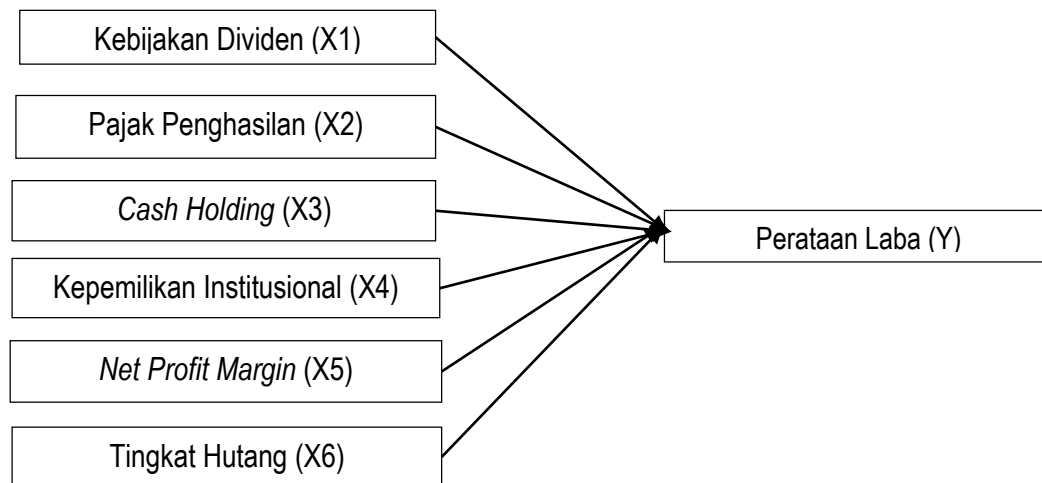 Kebijakan Dividen (X1)
Pajak Penghasilan (X2)
Cash Holding (X3)
Kepemilikan Institusional (X4)
Net Profit Margin (X5)
Tingkat Hutang (X6)
Perataan Laba (Y)